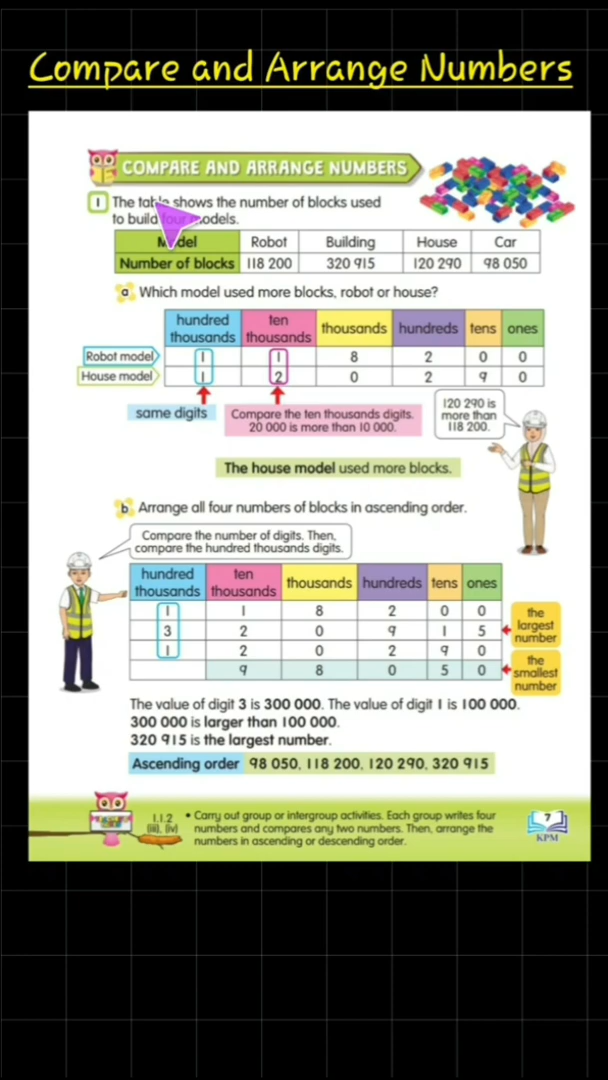 Compare and Arrange Numbers
COMPARE AND ARRANGE NUMBERS
1 The table shows the number of blocks used
to build four models.
Model Robot Building House Car
Number of blocks 118 200 320 915 120 290 98 050
a Which model used more blocks, robot or house?
hundred thousands ten thousands thousands hundreds tens ones
Robot model 1 1 8 2 0 0
House model 1 2 0 2 9 0
same digits
Compare the ten thousands digits.
20 000 is more than 10 000.
120 290 is
more than
118 200.
The house model used more blocks.
b Arrange all four numbers of blocks in ascending order.
Compare the number of digits. Then,
compare the hundred thousands digits.
hundred thousands ten thousands thousands hundreds tens ones
1 1 8 2 0 0
3 2 0 9 1 5
1 2 0 2 9 0
9 8 0 5 0
the
largest
number
the
smallest
number
The value of digit 3 is 300 000. The value of digit 1 is 100 000.
300 000 is larger than 100 000.
320 915 is the largest number.
Ascending order 98 050, 118 200, 120 290, 320 915
1.1.2
(iii), (iv)
• Carry out group or intergroup activities. Each group writes four
numbers and compares any two numbers. Then, arrange the
numbers in ascending or descending order.
7
KPM